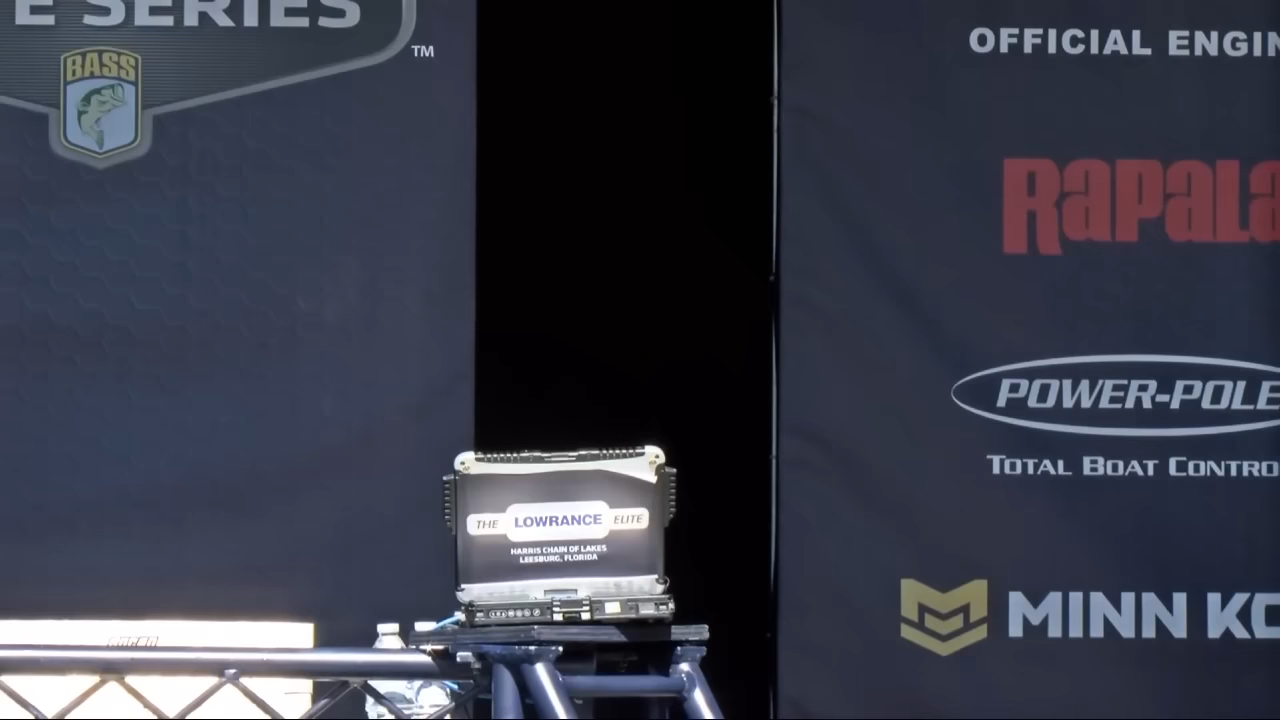 E SERIES
TM
BASS
OFFICIAL ENGIN
RAPALA
POWER-POLE
TOTAL BOAT CONTRO
THE LOWRANCE ELITE
HARRIS CHAIN OF LAKES
LEESBURG, FLORIDA
MINN KO